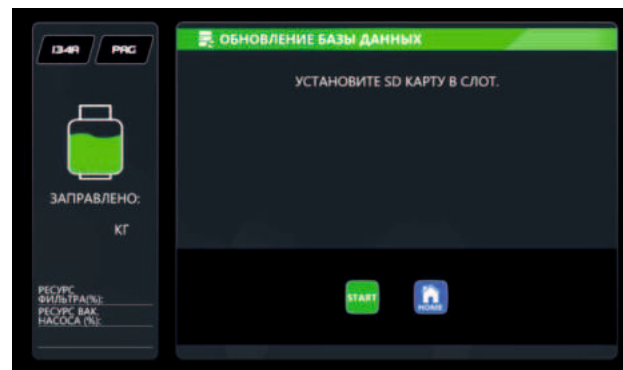 134A PAG
ЗАПРАВЛЕНО:
КГ
РЕСУРС
ФИЛЬТРА(%):
РЕСУРС ВАК.
НАСОСА (%):
ОБНОВЛЕНИЕ БАЗЫ ДАННЫХ
УСТАНОВИТЕ SD КАРТУ В СЛОТ.
START
HOME